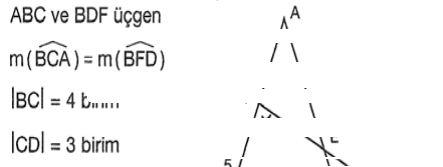 ABC ve BDF üçgen
A
m(BCA) = m(BFD)
|BC| = 4
|CD| = 3 birim
5